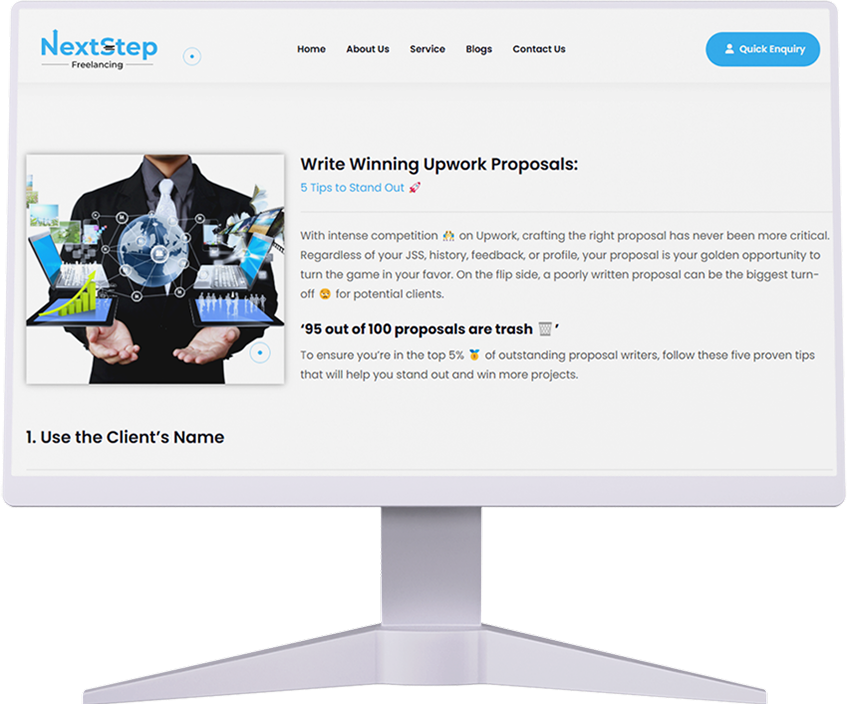 NextStep
Freelancing
Home About Us Service Blogs Contact Us
Quick Enquiry
Write Winning Upwork Proposals:
5 Tips to Stand Out 🚀
With intense competition 🙌 on Upwork, crafting the right proposal has never been more critical.
Regardless of your JSS, history, feedback, or profile, your proposal is your golden opportunity to
turn the game in your favor. On the flip side, a poorly written proposal can be the biggest turn-
off 😢 for potential clients.
‘95 out of 100 proposals are trash 🗑️ ’
To ensure you’re in the top 5% 🏅 of outstanding proposal writers, follow these five proven tips
that will help you stand out and win more projects.
1. Use the Client’s Name